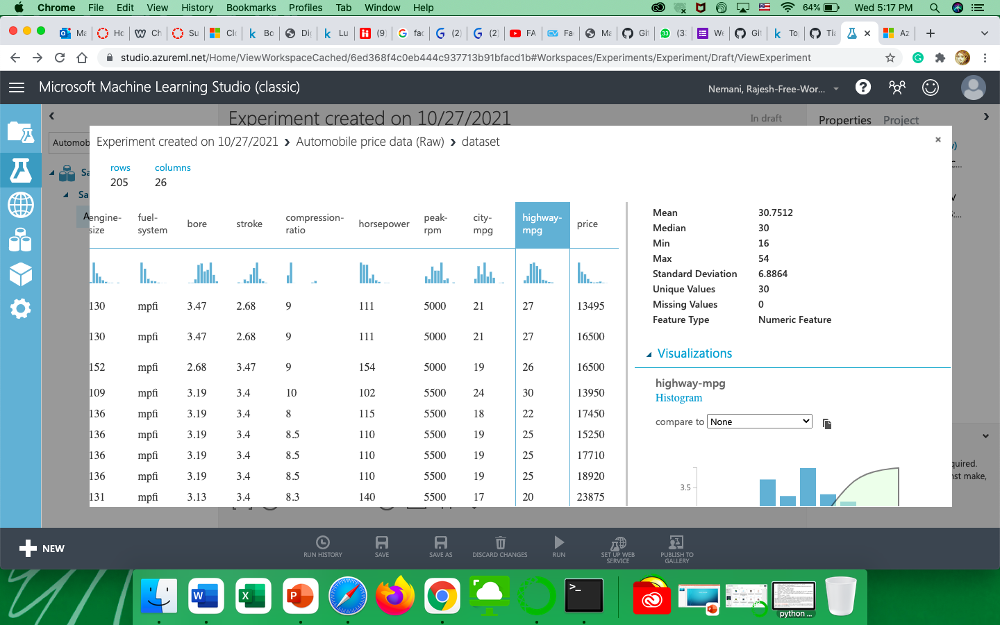 Chrome File Edit View History Bookmarks Profiles Tab Window Help 64% Wed 5:17 PM
Ma Ho Ch Su Clo Bo Di Lu (9) fac (2) (2) FA Fa Ma Git (3 We Git To Tia Az
studio.azureml.net/Home/ViewWorkspaceCached/6ed368f4c0eb444c937713b91bfacd1b#Workspaces/Experiments/Experiment/Draft/ViewExperiment
Microsoft Machine Learning Studio (classic) Nemani, Rajesh-Free-Wor...
Experiment created on 10/27/2021 In draft Properties Project
Automob
Sa
Sa
A
Experiment created on 10/27/2021 › Automobile price data (Raw) › dataset
rows columns
205 26
engine-size fuel-system bore stroke compression-ratio horsepower peak-rpm city-mpg highway-mpg price
130 mpfi 3.47 2.68 9 111 5000 21 27 13495
130 mpfi 3.47 2.68 9 111 5000 21 27 16500
152 mpfi 2.68 3.47 9 154 5000 19 26 16500
109 mpfi 3.19 3.4 10 102 5500 24 30 13950
136 mpfi 3.19 3.4 8 115 5500 18 22 17450
136 mpfi 3.19 3.4 8.5 110 5500 19 25 15250
136 mpfi 3.19 3.4 8.5 110 5500 19 25 17710
136 mpfi 3.19 3.4 8.5 110 5500 19 25 18920
131 mpfi 3.13 3.4 8.3 140 5500 17 20 23875
Mean 30.7512
Median 30
Min 16
Max 54
Standard Deviation 6.8864
Unique Values 30
Missing Values 0
Feature Type Numeric Feature
Visualizations
highway-mpg
Histogram
compare to None
3.5
quired.
st make,
NEW
RUN HISTORY SAVE SAVE AS DISCARD CHANGES RUN SET UP WEB SERVICE PUBLISH TO GALLERY
python ...